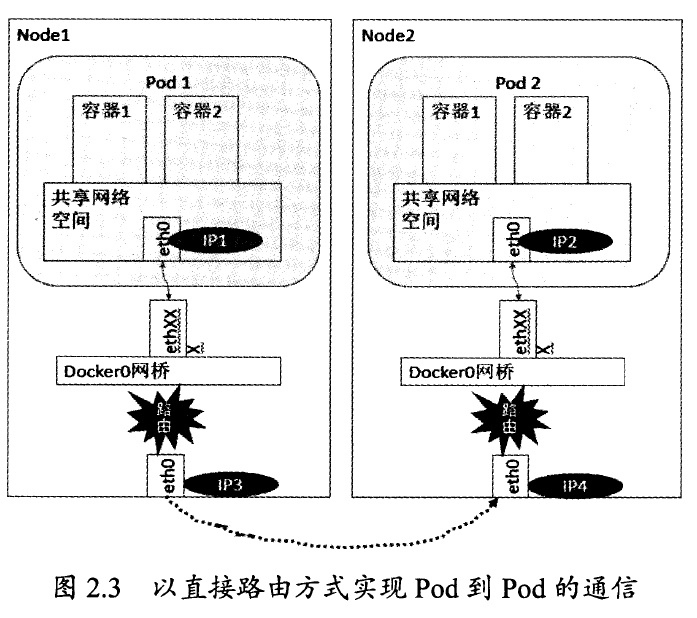 Node1
Pod 1
容器1
容器2
共享网络
空间
eth0
IP1
ethXX
X
Docker0网桥
路
由
eth0
IP3
Node2
Pod 2
容器1
容器2
共享网络
空间
eth0
IP2
ethXX
X
Docker0网桥
路
由
eth0
IP4
图 2.3 以直接路由方式实现 Pod 到 Pod 的通信